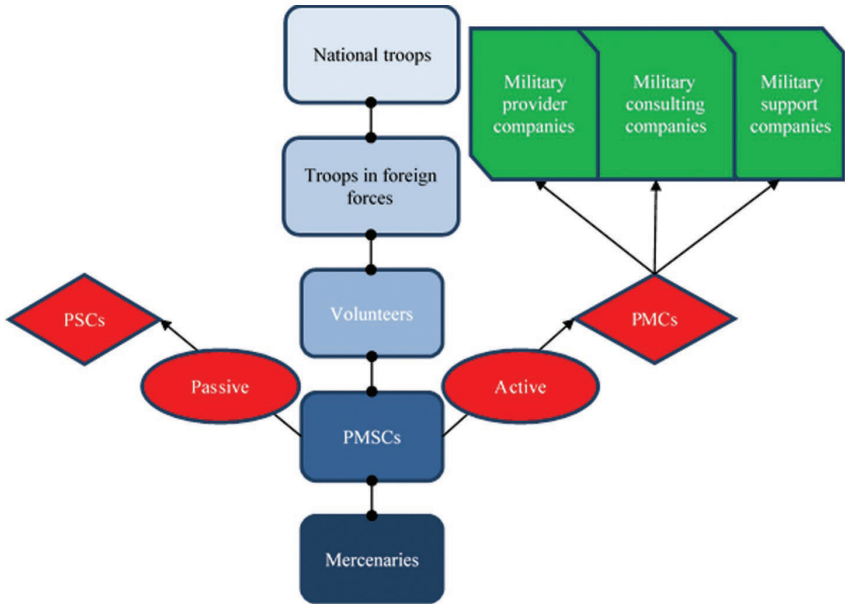 National troops
Military
provider
companies
Military
consulting
companies
Military
support
companies
Troops in foreign
forces
Volunteers
PSCs
PMCs
Passive
Active
PMSCs
Mercenaries